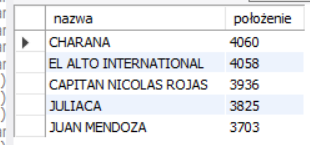 nazwa położenie
CHARANA 4060
EL ALTO INTERNATIONAL 4058
CAPITAN NICOLAS ROJAS 3936
JULIACA 3825
JUAN MENDOZA 3703